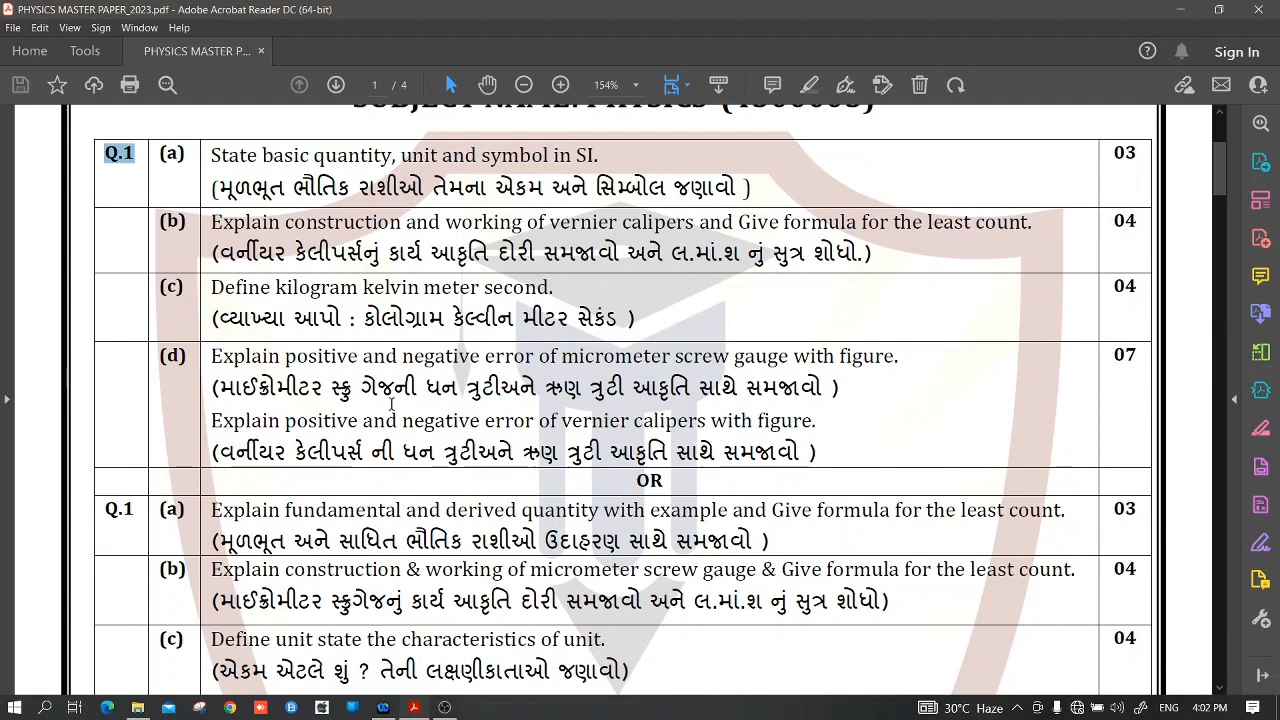 PHYSICS MASTER PAPER_2023.pdf - Adobe Acrobat Reader DC (64-bit)
File Edit View Sign Window Help
Home Tools PHYSICS MASTER P... × Sign In
1 / 4 154%
SUBJECT NAME: PHYSICS (4300005)
Q.1 (a) State basic quantity, unit and symbol in SI. 03
(મૂળભૂત ભૌતિક રાશીઓ તેમના એકમ અને સિમ્બોલ જણાવો )
(b) Explain construction and working of vernier calipers and Give formula for the least count. 04
(વર્નીયર કેલીપર્સનું કાર્ય આકૃતિ દોરી સમજાવો અને લ.માં.શ નું સુત્ર શોધો.)
(c) Define kilogram kelvin meter second. 04
(વ્યાખ્યા આપો : કોલોગ્રામ કેલ્વીન મીટર સેકંડ )
(d) Explain positive and negative error of micrometer screw gauge with figure. 07
(માઈક્રોમીટર સ્ક્રુ ગેજની ધન ત્રુટીઅને ઋણ ત્રુટી આકૃતિ સાથે સમજાવો )
Explain positive and negative error of vernier calipers with figure.
(વર્નીયર કેલીપર્સ ની ધન ત્રુટીઅને ઋણ ત્રુટી આકૃતિ સાથે સમજાવો )
OR
Q.1 (a) Explain fundamental and derived quantity with example and Give formula for the least count. 03
(મૂળભૂત અને સાધિત ભૌતિક રાશીઓ ઉદાહરણ સાથે સમજાવો )
(b) Explain construction & working of micrometer screw gauge & Give formula for the least count. 04
(માઈક્રોમીટર સ્ક્રુગેજનું કાર્ય આકૃતિ દોરી સમજાવો અને લ.માં.શ નું સુત્ર શોધો)
(c) Define unit state the characteristics of unit. 04
(એકમ એટલે શું ? તેની લક્ષણીકાતાઓ જણાવો)
30°C Haze ENG 4:02 PM